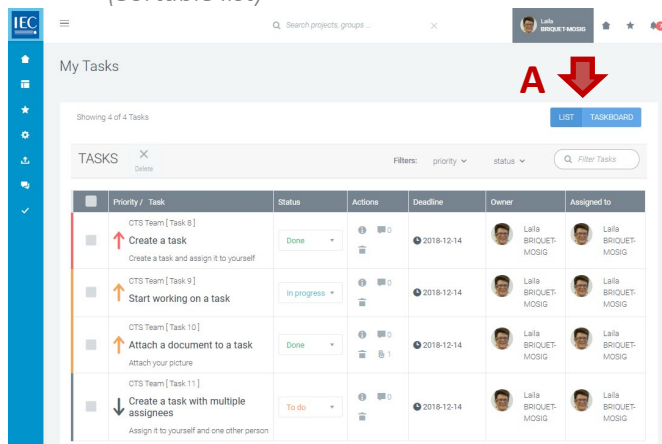 (sortable list)
IEC
Search projects, groups ...
Laila
BRIQUET-MOSIG
My Tasks
A
Showing 4 of 4 Tasks
LIST TASKBOARD
TASKS
Delete
Filters: priority status Filter Tasks
Priority / Task Status Actions Deadline Owner Assigned to
CTS Team [ Task 8 ]
Create a task
Create a task and assign it to yourself
Done
0
2018-12-14
Laila
BRIQUET-
MOSIG
Laila
BRIQUET-
MOSIG
CTS Team [ Task 9 ]
Start working on a task
In progress
0
2018-12-14
Laila
BRIQUET-
MOSIG
Laila
BRIQUET-
MOSIG
CTS Team [ Task 10 ]
Attach a document to a task
Attach your picture
Done
0
1
2018-12-14
Laila
BRIQUET-
MOSIG
Laila
BRIQUET-
MOSIG
CTS Team [ Task 11 ]
Create a task with multiple
assignees
Assign it to yourself and one other person
To do
0
2018-12-14
Laila
BRIQUET-
MOSIG
Laila
BRIQUET-
MOSIG